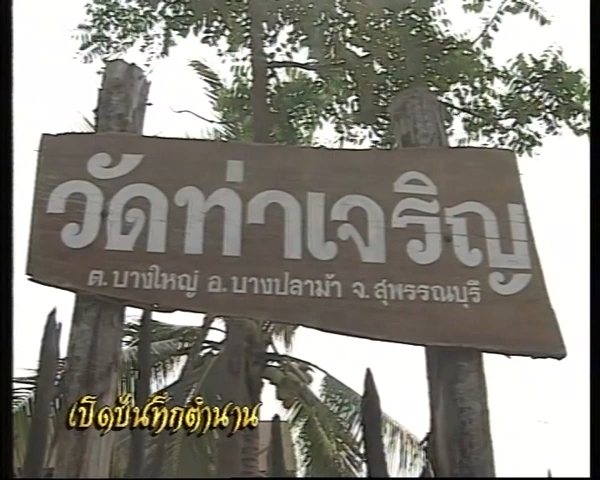 วัดท่าเจริญ
ต.บางใหญ่ อ.บางปลาม้า จ.สุพรรณบุรี
เปิดบันทึกตำนาน